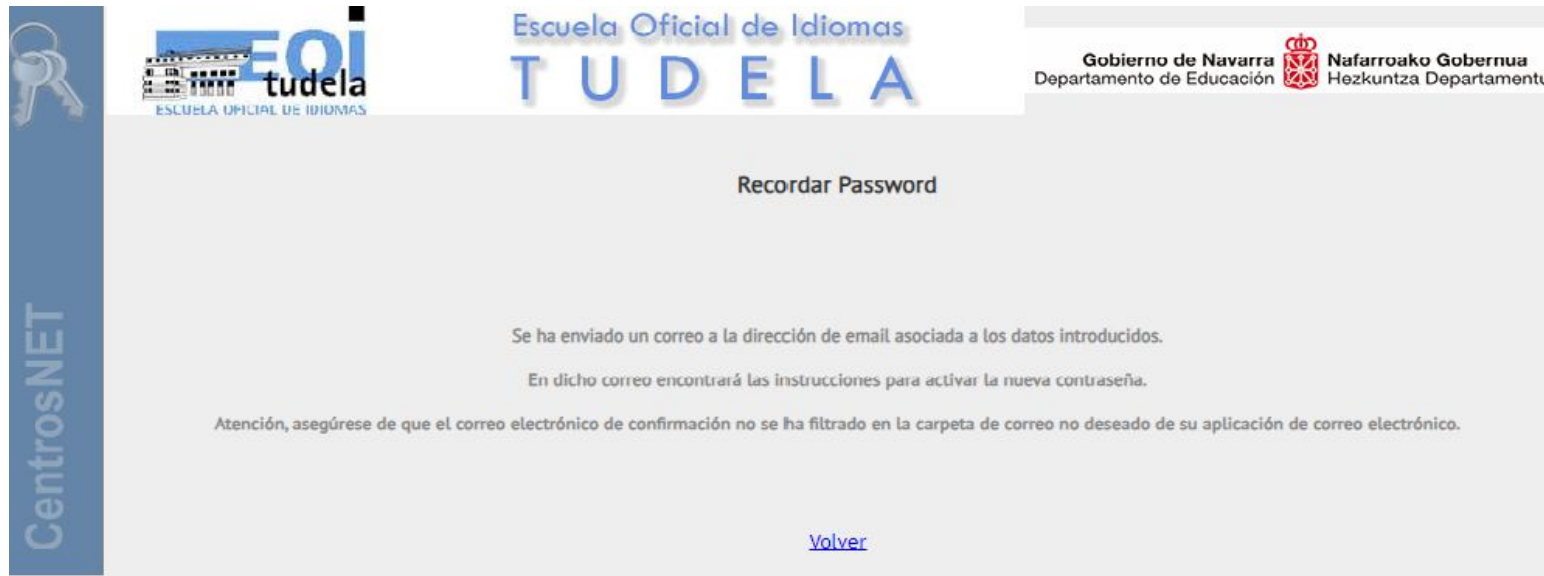 EOi
tudela
ESCUELA OFICIAL DE IDIOMAS
Escuela Oficial de Idiomas
TUDELA
Gobierno de Navarra
Departamento de Educación
Nafarroako Gobernua
Hezkuntza Departamentu
CentrosNET
Recordar Password
Se ha enviado un correo a la dirección de email asociada a los datos introducidos.
En dicho correo encontrará las instrucciones para activar la nueva contraseña.
Atención, asegúrese de que el correo electrónico de confirmación no se ha filtrado en la carpeta de correo no deseado de su aplicación de correo electrónico.
Volver